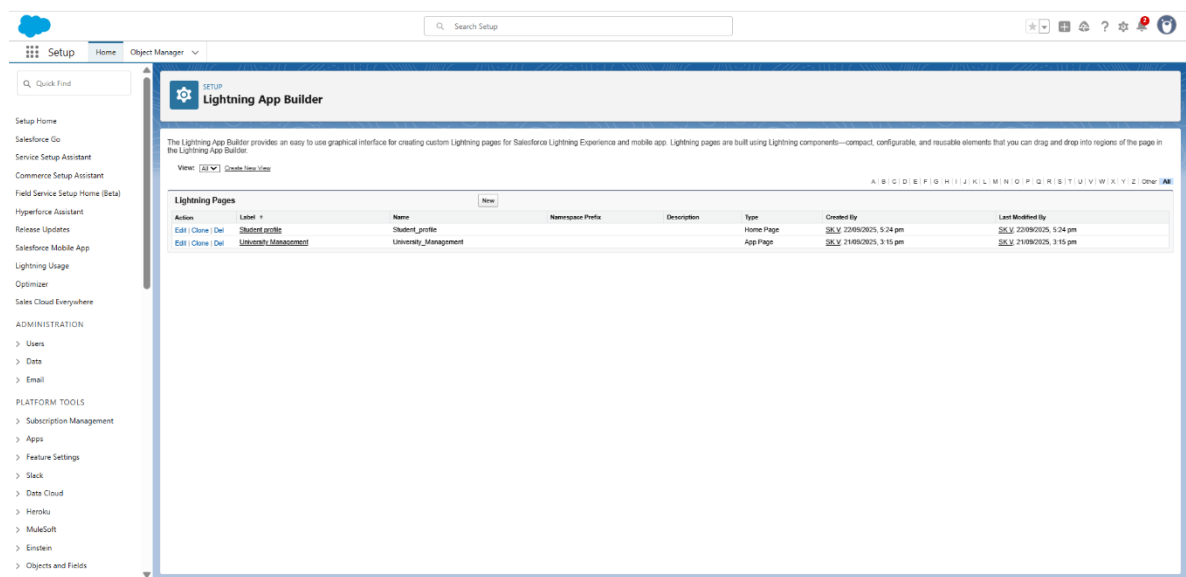 Search Setup
2
Setup
Home
Object Manager
Quick Find
Setup Home
Salesforce Go
Service Setup Assistant
Commerce Setup Assistant
Field Service Setup Home (Beta)
Hyperforce Assistant
Release Updates
Salesforce Mobile App
Lightning Usage
Optimizer
Sales Cloud Everywhere
ADMINISTRATION
Users
Data
Email
PLATFORM TOOLS
Subscription Management
Apps
Feature Settings
Slack
Data Cloud
Heroku
MuleSoft
Einstein
Objects and Fields
SETUP
Lightning App Builder
The Lightning App Builder provides an easy to use graphical interface for creating custom Lightning pages for Salesforce Lightning Experience and mobile app. Lightning pages are built using Lightning components—compact, configurable, and reusable elements that you can drag and drop into regions of the page in
the Lightning App Builder.
View: All Create New View
A | B | C | D | E | F | G | H | I | J | K | L | M | N | O | P | Q | R | S | T | U | V | W | X | Y | Z | Other | All
Lightning Pages New
Action Label ↑ Name Namespace Prefix Description Type Created By Last Modified By
Edit | Clone | Del Student profile Student_profile Home Page SK V, 22/09/2025, 5:24 pm SK V, 22/09/2025, 5:24 pm
Edit | Clone | Del University Management University_Management App Page SK V, 21/09/2025, 3:15 pm SK V, 21/09/2025, 3:15 pm